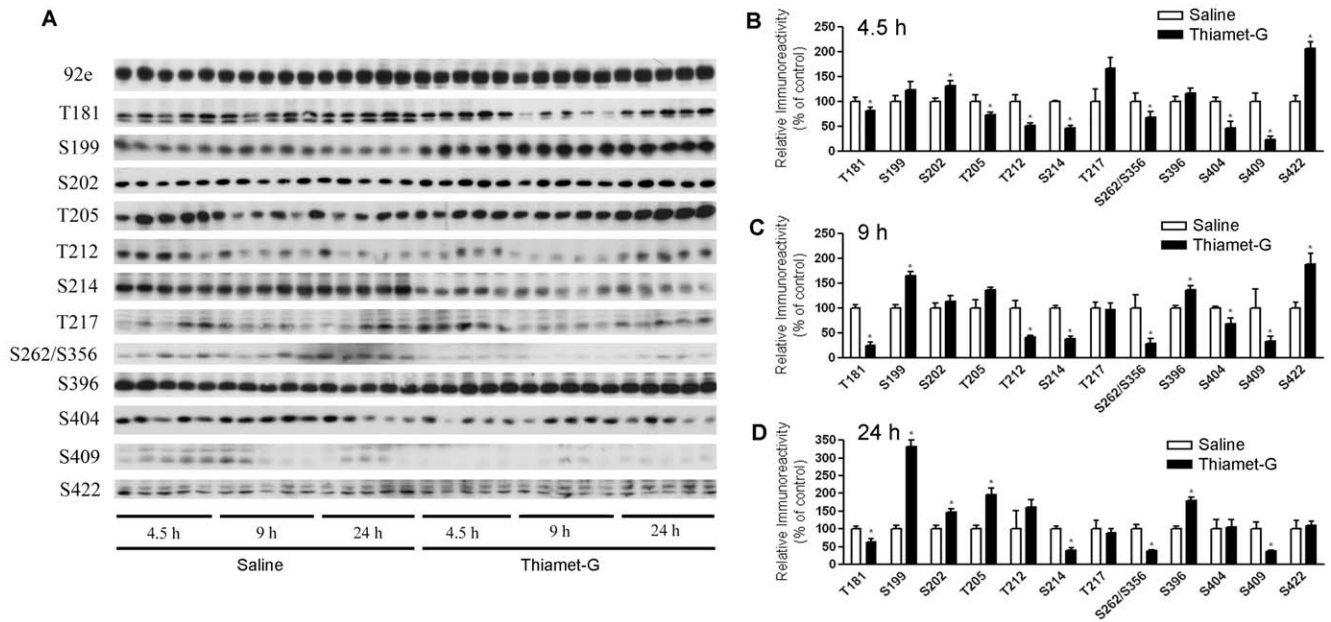 A
92e
T181
S199
S202
T205
T212
S214
T217
S262/S356
S396
S404
S409
S422
4.5 h 9 h 24 h 4.5 h 9 h 24 h
Saline Thiamet-G
B 4.5 h
Saline
Thiamet-G
Relative Immunoreactivity
(% of control)
250
200
150
100
50
0
T181 S199 S202 T205 T212 S214 T217 S262/S356 S396 S404 S409 S422
* * * * * * * * *
C 9 h
Saline
Thiamet-G
Relative Immunoreactivity
(% of control)
250
200
150
100
50
0
T181 S199 S202 T205 T212 S214 T217 S262/S356 S396 S404 S409 S422
* * * * * * * * *
D 24 h
Saline
Thiamet-G
Relative Immunoreactivity
(% of control)
350
300
250
200
150
100
50
0
T181 S199 S202 T205 T212 S214 T217 S262/S356 S396 S404 S409 S422
* * * * * * * *